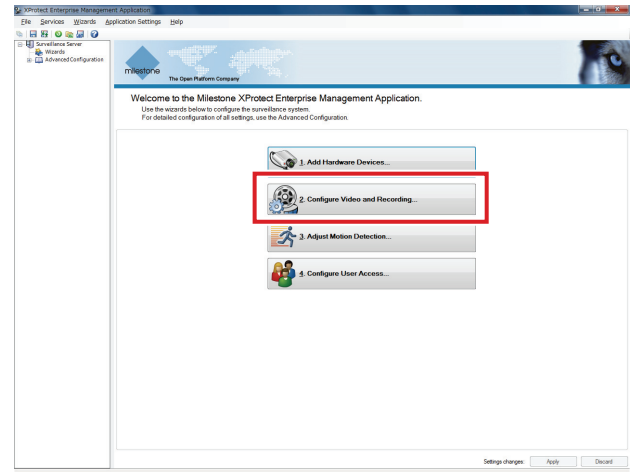 XProtect Enterprise Management Application
File Services Wizards Application Settings Help
Surveillance Server
Wizards
Advanced Configuration
milestone
The Open Platform Company
Welcome to the Milestone XProtect Enterprise Management Application.
Use the wizards below to configure the surveillance system.
For detailed configuration of all settings, use the Advanced Configuration.
1. Add Hardware Devices...
2. Configure Video and Recording...
3. Adjust Motion Detection...
4. Configure User Access...
Settings changes: Apply Discard